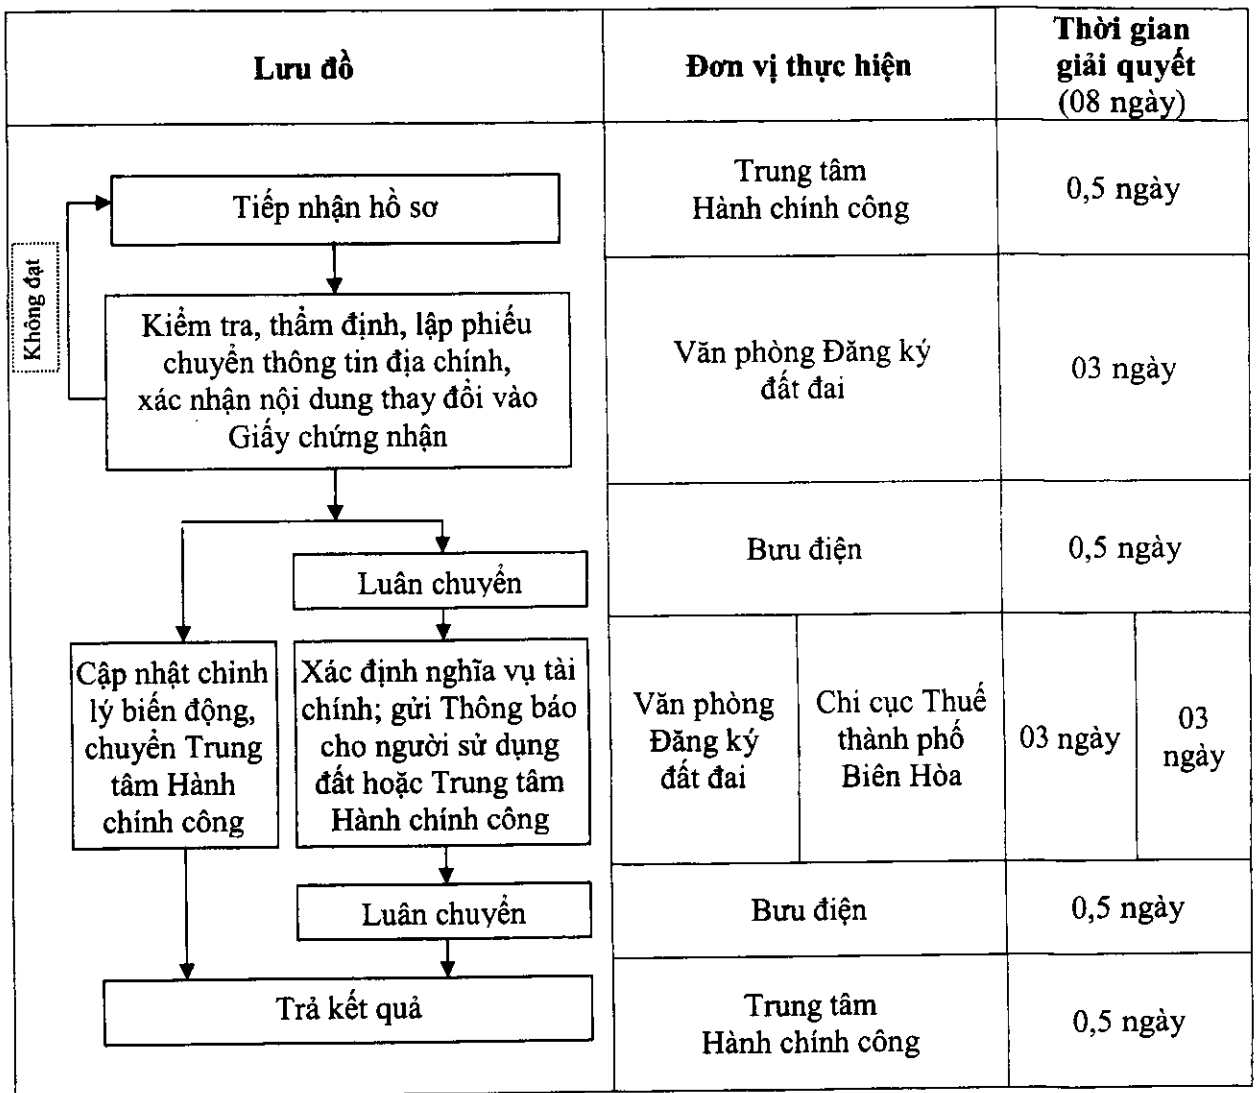 Lưu đồ
Đơn vị thực hiện
Thời gian
giải quyết
(08 ngày)
Tiếp nhận hồ sơ
Trung tâm
Hành chính công
0,5 ngày
Không đạt
Kiểm tra, thẩm định, lập phiếu
chuyển thông tin địa chính,
xác nhận nội dung thay đổi vào
Giấy chứng nhận
Văn phòng Đăng ký
đất đai
03 ngày
Luân chuyển
Bưu điện
0,5 ngày
Cập nhật chinh
lý biến động,
chuyển Trung
tâm Hành
chính công
Xác định nghĩa vụ tài
chính; gửi Thông báo
cho người sử dụng
đất hoặc Trung tâm
Hành chính công
Văn phòng
Đăng ký
đất đai
Chi cục Thuế
thành phố
Biên Hòa
03 ngày
03
ngày
Luân chuyển
Bưu điện
0,5 ngày
Trả kết quả
Trung tâm
Hành chính công
0,5 ngày